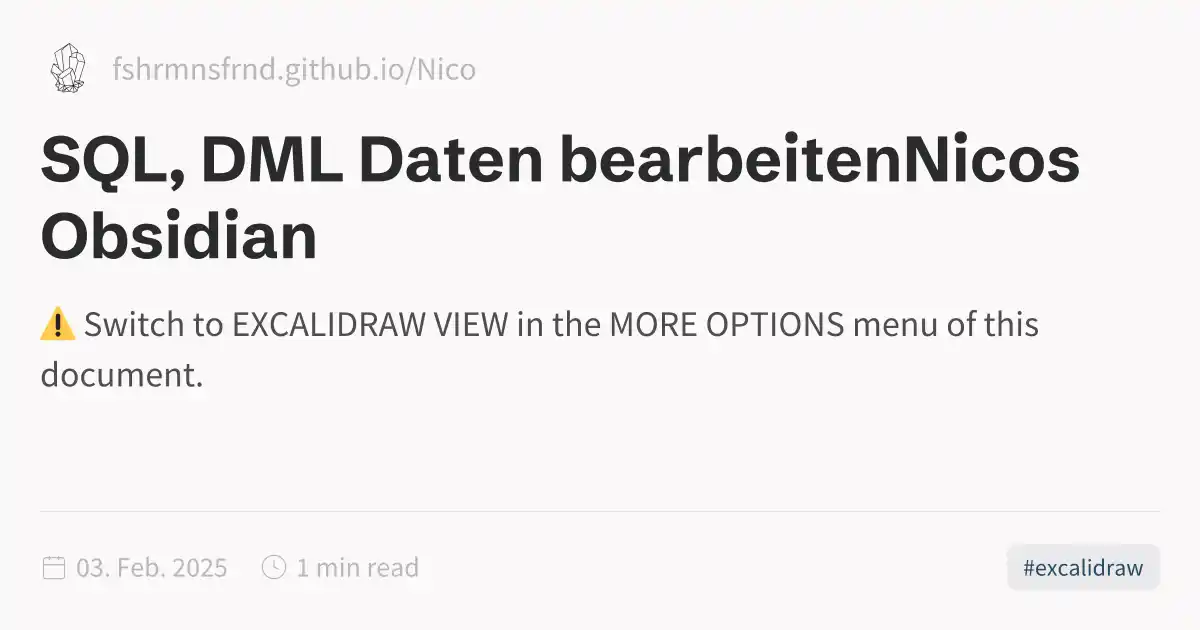 fshrmnsfrnd.github.io/Nico
SQL, DML Daten bearbeitenNicos
Obsidian
⚠️ Switch to EXCALIDRAW VIEW in the MORE OPTIONS menu of this
document.
03. Feb. 2025 1 min read
#excalidraw